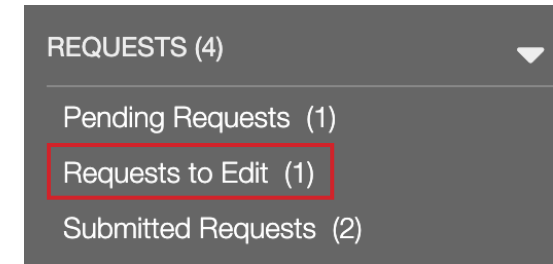 REQUESTS (4)
Pending Requests (1)
Requests to Edit (1)
Submitted Requests (2)